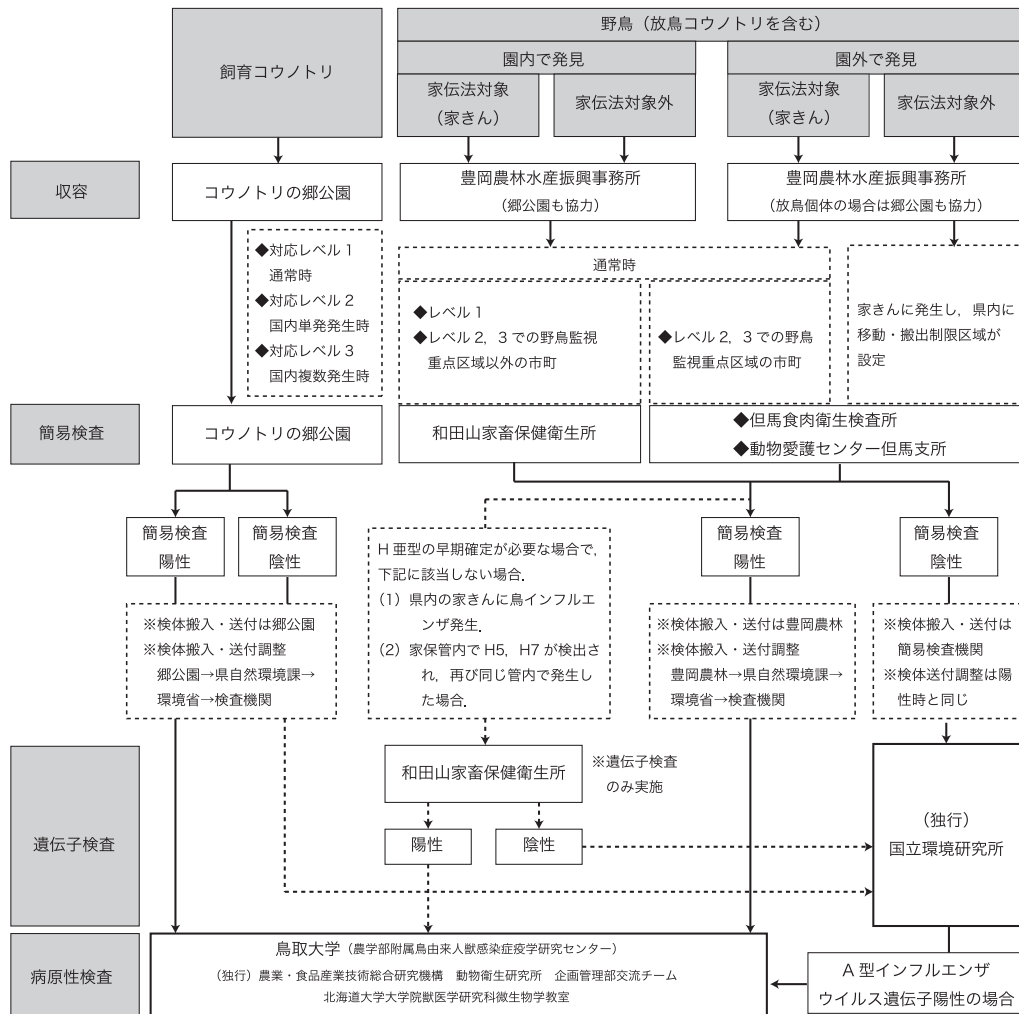 飼育コウノトリ
野鳥（放鳥コウノトリを含む）
園内で発見
園外で発見
家伝法対象
（家きん）
家伝法対象外
家伝法対象
（家きん）
家伝法対象外
収容
コウノトリの郷公園
豊岡農林水産振興事務所
（郷公園も協力）
豊岡農林水産振興事務所
（放鳥個体の場合は郷公園も協力）
◆対応レベル1
通常時
◆対応レベル2
国内単発発生時
◆対応レベル3
国内複数発生時
通常時
◆レベル1
◆レベル2，3での野鳥監視
重点区域以外の市町
◆レベル2，3での野鳥
監視重点区域の市町
家きんに発生し，県内に
移動・搬出制限区域が
設定
簡易検査
コウノトリの郷公園
和田山家畜保健衛生所
◆但馬食肉衛生検査所
◆動物愛護センター但馬支所
簡易検査
陽性
簡易検査
陰性
H亜型の早期確定が必要な場合で，
下記に該当しない場合．
（1）県内の家きんに鳥インフルエ
ンザ発生．
（2）家保管内でH5，H7が検出さ
れ，再び同じ管内で発生し
た場合．
簡易検査
陽性
簡易検査
陰性
※検体搬入・送付は郷公園
※検体搬入・送付調整
郷公園→県自然環境課→
環境省→検査機関
※検体搬入・送付は豊岡農林
※検体搬入・送付調整
豊岡農林→県自然環境課→
環境省→検査機関
※検体搬入・送付は
簡易検査機関
※検体送付調整は陽
性時と同じ
遺伝子検査
和田山家畜保健衛生所
※遺伝子検査
のみ実施
陽性
陰性
（独行）
国立環境研究所
病原性検査
鳥取大学（農学部附属鳥由来人獣感染症疫学研究センター）
（独行）農業・食品産業技術総合研究機構　動物衛生研究所　企画管理部交流チーム
北海道大学大学院獣医学研究科微生物学教室
A型インフルエンザ
ウイルス遺伝子陽性の場合